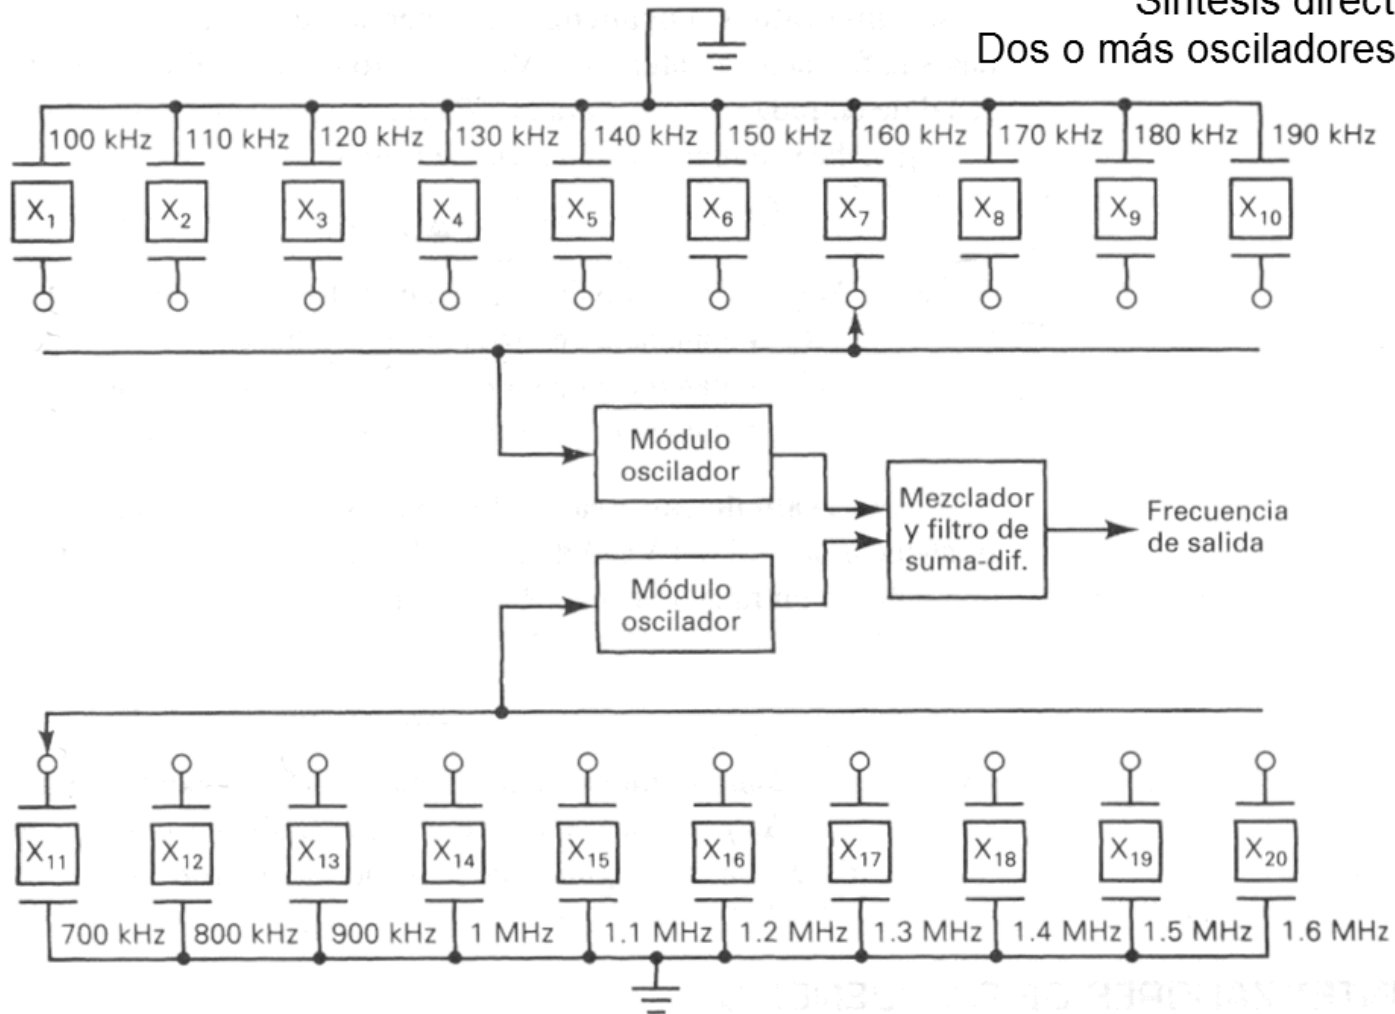 Síntesis direct
Dos o más osciladores
100 kHz 110 kHz 120 kHz 130 kHz 140 kHz 150 kHz 160 kHz 170 kHz 180 kHz 190 kHz
X1 X2 X3 X4 X5 X6 X7 X8 X9 X10
Módulo
oscilador
Mezclador
y filtro de
suma-dif.
Frecuencia
de salida
Módulo
oscilador
X11 X12 X13 X14 X15 X16 X17 X18 X19 X20
700 kHz 800 kHz 900 kHz 1 MHz 1.1 MHz 1.2 MHz 1.3 MHz 1.4 MHz 1.5 MHz 1.6 MHz